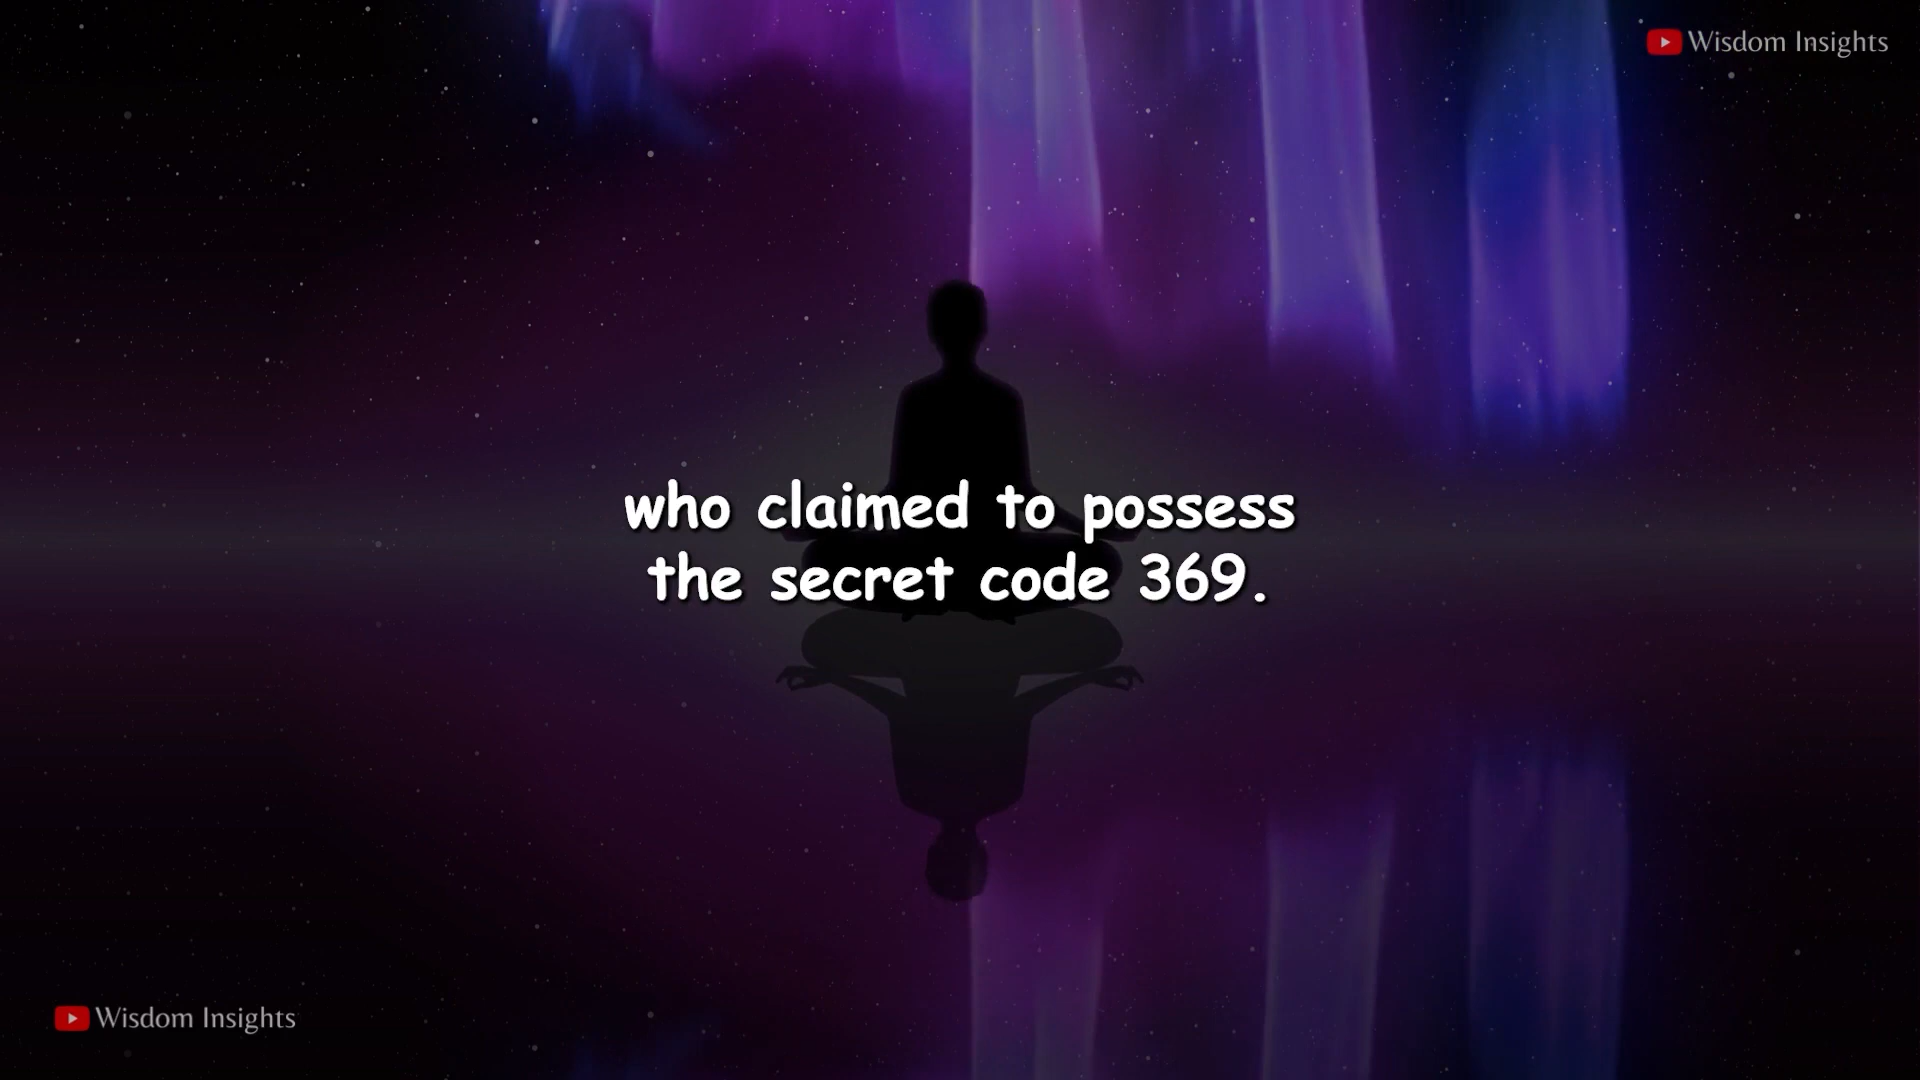 Wisdom Insights
who claimed to possess
the secret code 369.
Wisdom Insights